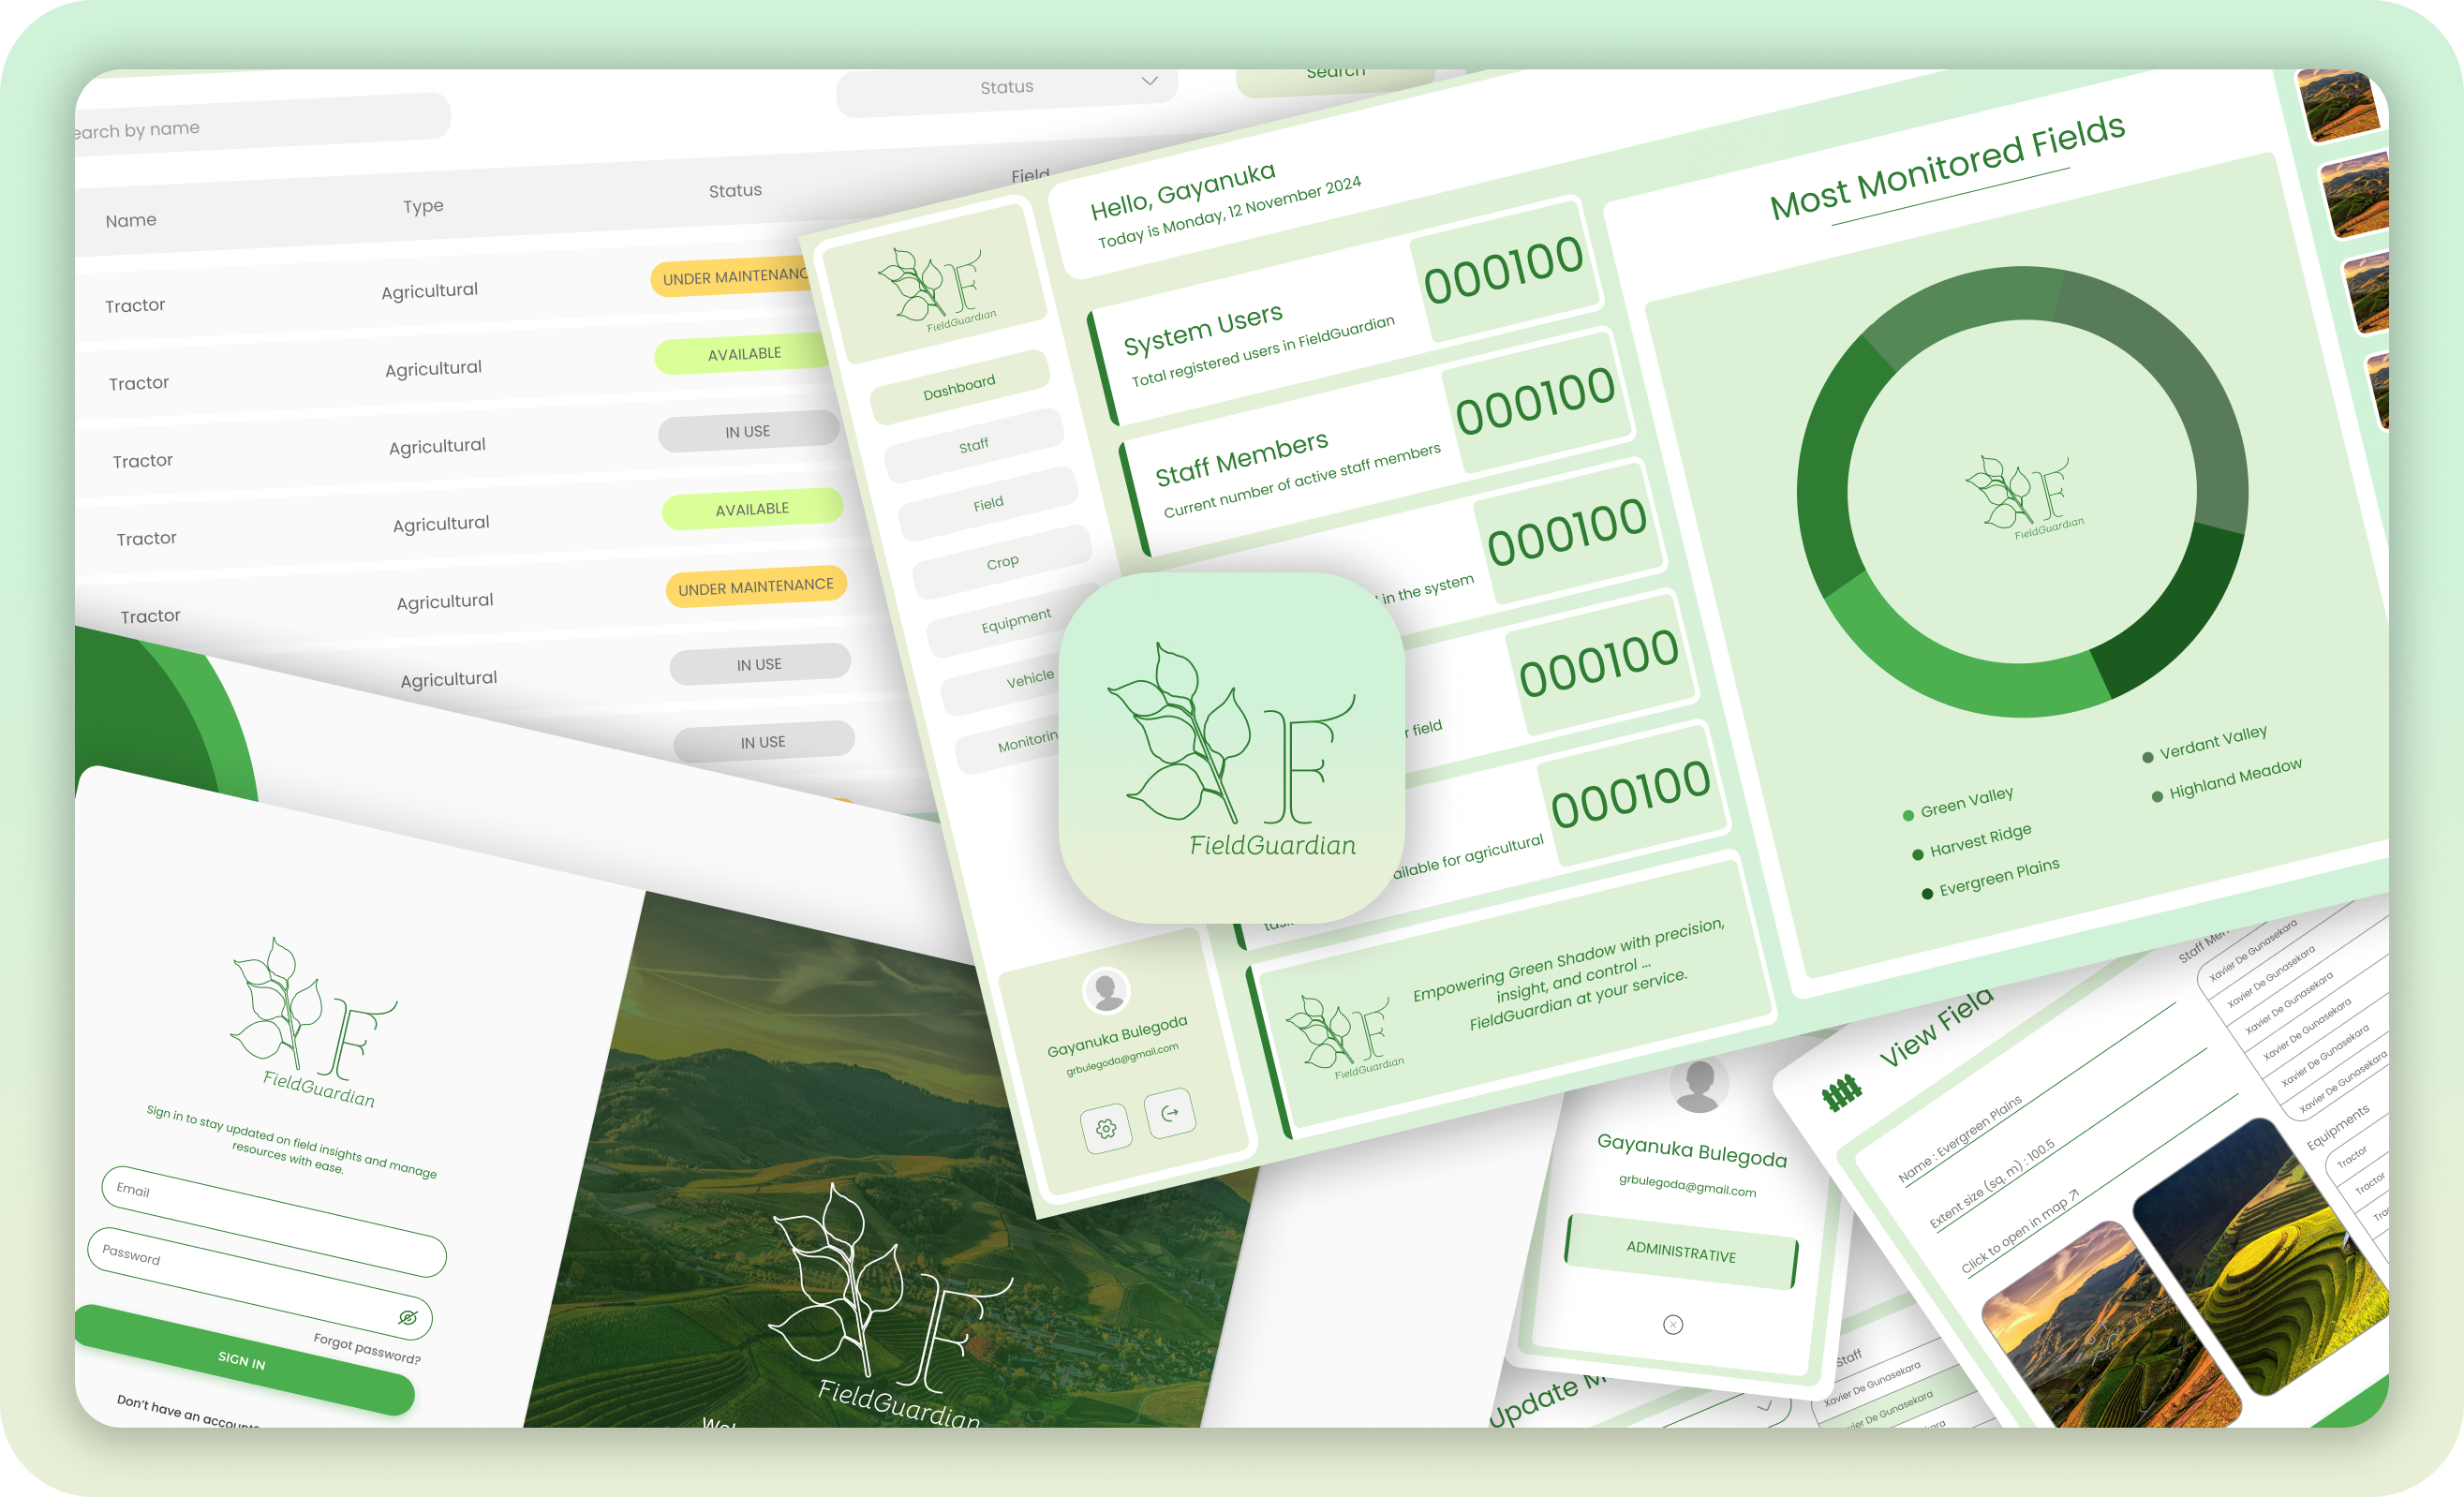 earch by name
Status
Search
Name
Type
Status
Field
Tractor
Agricultural
UNDER MAINTENANC
Tractor
Agricultural
AVAILABLE
Tractor
Agricultural
IN USE
Tractor
Agricultural
AVAILABLE
Tractor
Agricultural
UNDER MAINTENANCE
Agricultural
IN USE
IN USE
FieldGuardian
Dashboard
Staff
Field
Crop
Equipment
Vehicle
Monitorin
Gayanuka Bulegoda
grbulegoda@gmail.com
Hello, Gayanuka
Today is Monday, 12 November 2024
System Users
Total registered users in FieldGuardian
000100
Staff Members
Current number of active staff members
000100
in the system
000100
r field
000100
ailable for agricultural
000100
FieldGuardian
FieldGuardian
Empowering Green Shadow with precision,
insight, and control ...
FieldGuardian at your service.
Most Monitored Fields
FieldGuardian
Green Valley
Harvest Ridge
Evergreen Plains
Verdant Valley
Highland Meadow
FieldGuardian
Sign in to stay updated on field insights and manage
resources with ease.
Email
Password
Forgot password?
SIGN IN
Don't have an account
FieldGuardian
Wel
Gayanuka Bulegoda
grbulegoda@gmail.com
ADMINISTRATIVE
Update M
Staff
Xavier De Gunasekara
Xavier De Gunasekara
View Field
Name : Evergreen Plains
Extent size (sq. m) : 100.5
Click to open in map
Staff Mem
Xavier De Gunasekara
Xavier De Gunasekara
Xavier De Gunasekara
Xavier De Gunasekara
Xavier De Gunasekara
Xavier De Gunasekara
Equipments
Tractor
Tractor
Trac